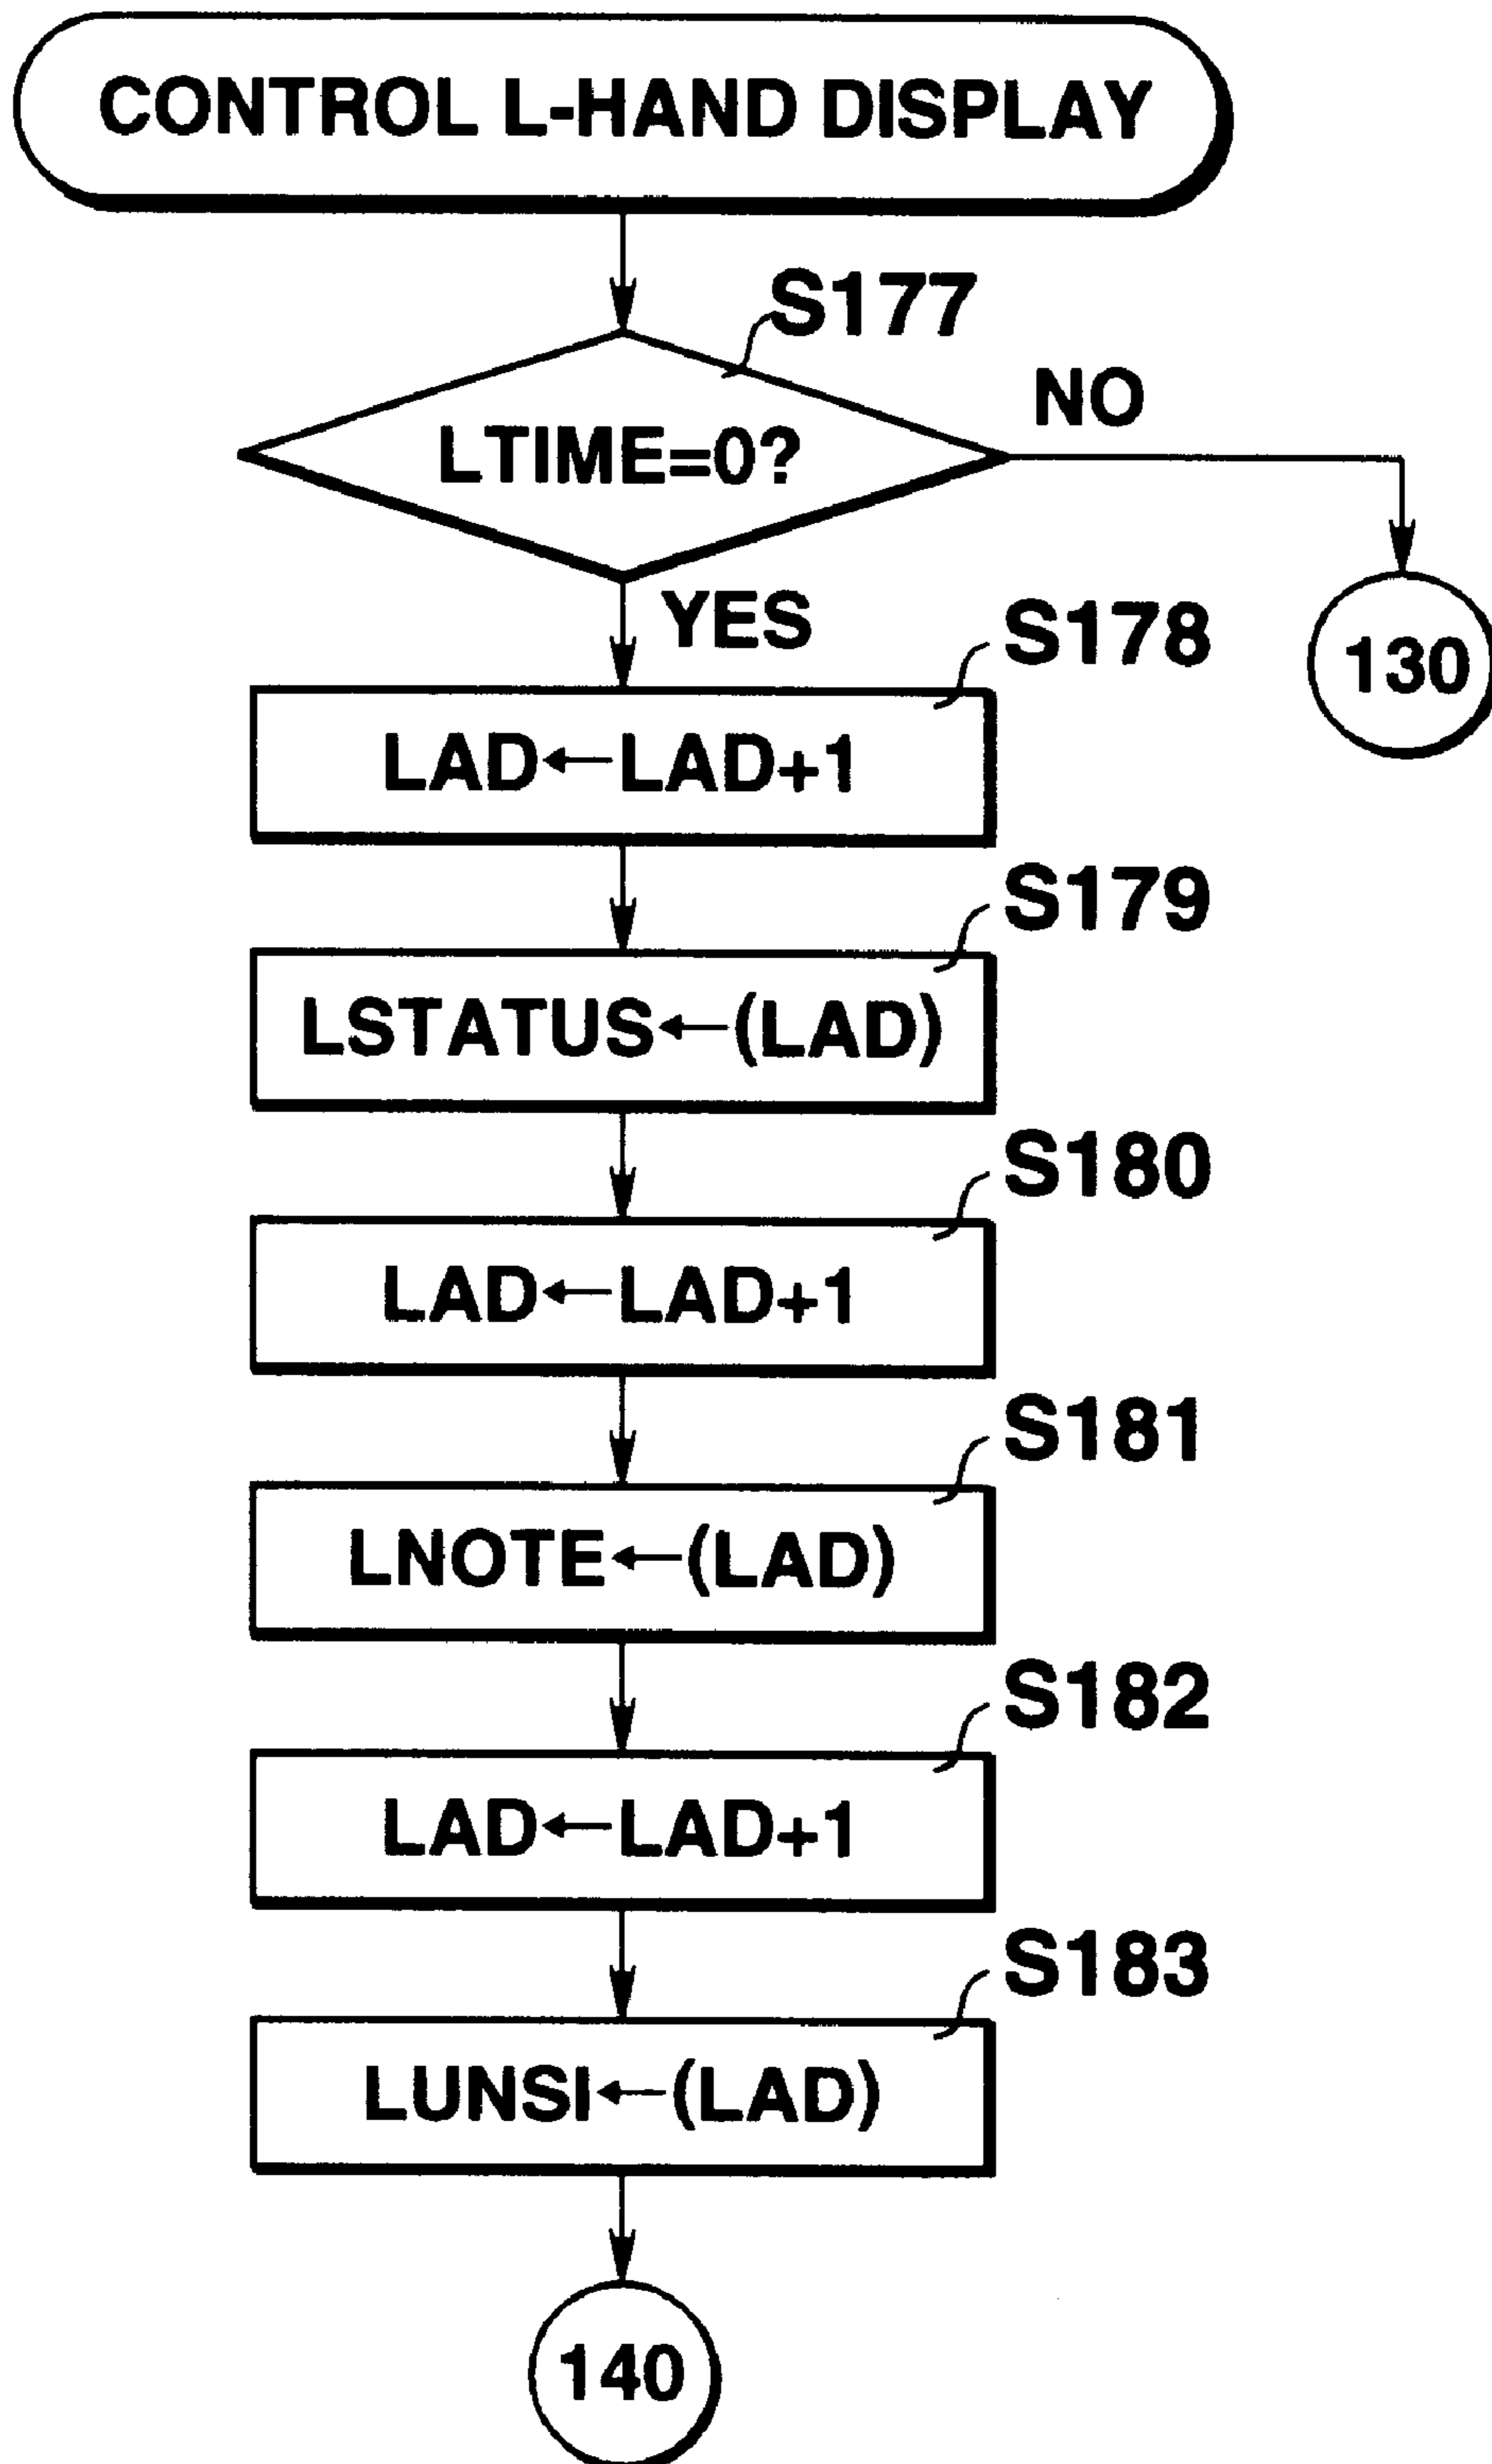 CONTROL L-HAND DISPLAY
S177
LTIME=0?
NO
YES
130
S178
LAD←LAD+1
S179
LSTATUS←(LAD)
S180
LAD←LAD+1
S181
LNOTE←(LAD)
S182
LAD←LAD+1
S183
LUNSI←(LAD)
140